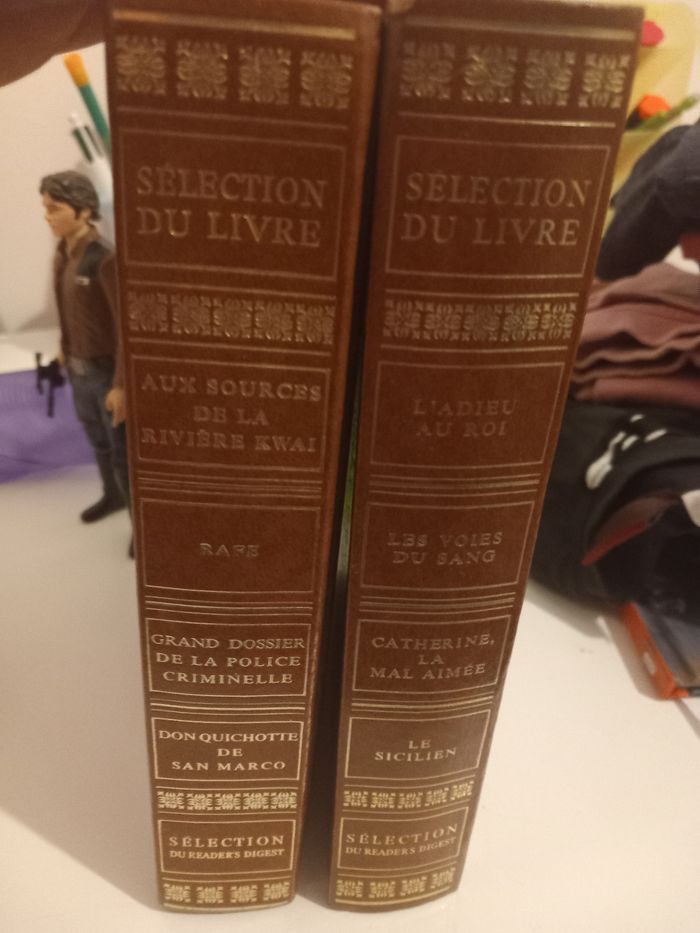 SÉLECTION
DU LIVRE
AUX SOURCES
DE LA
RIVIÈRE KWAI
RAFE
GRAND DOSSIER
DE LA POLICE
CRIMINELLE
DON QUICHOTTE
DE
SAN MARCO
SÉLECTION
DU READER'S DIGEST
SÉLECTION
DU LIVRE
L'ADIEU
AU ROI
LES VOIES
DU SANG
CATHERINE,
LA
MAL AIMÉE
LE
SICILIEN
SÉLECTION
DU READER'S DIGEST